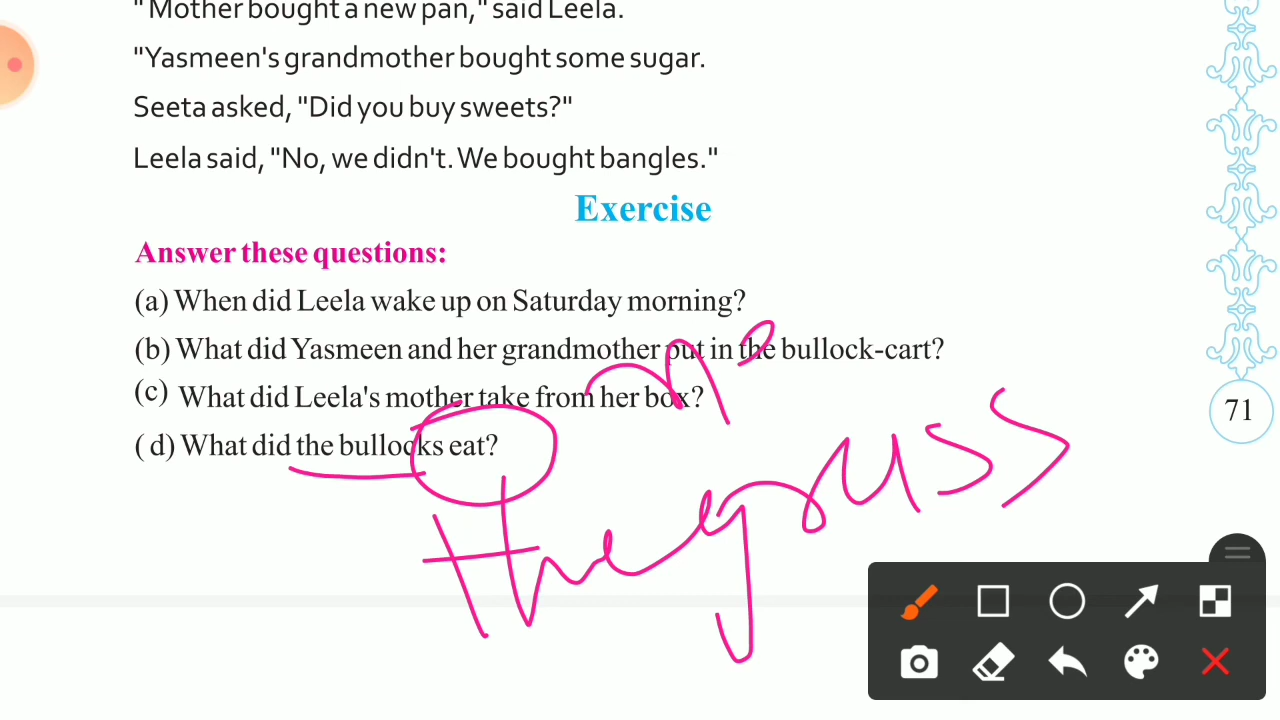 "Mother bought a new pan," said Leela.
"Yasmeen's grandmother bought some sugar.
Seeta asked, "Did you buy sweets?"
Leela said, "No, we didn't. We bought bangles."
Exercise
Answer these questions:
(a) When did Leela wake up on Saturday morning?
(b) What did Yasmeen and her grandmother put in the bullock-cart?
(c) What did Leela's mother take from her box?
(d) What did the bullocks eat?
71
the grass